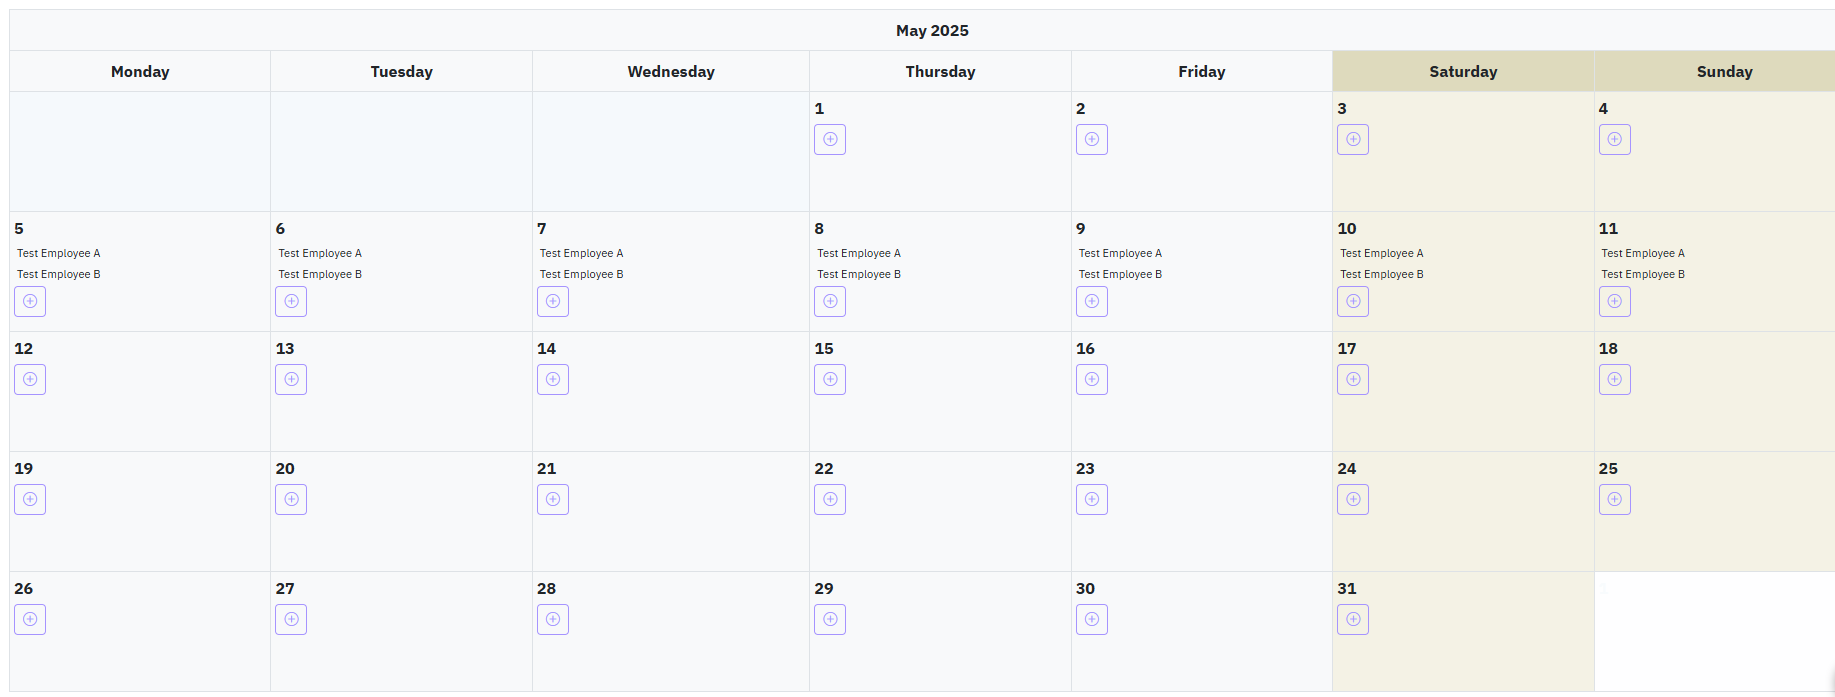 May 2025
Monday Tuesday Wednesday Thursday Friday Saturday Sunday
1 2 3 4
5 6 7 8 9 10 11
Test Employee A Test Employee A Test Employee A Test Employee A Test Employee A Test Employee A Test Employee A
Test Employee B Test Employee B Test Employee B Test Employee B Test Employee B Test Employee B Test Employee B
12 13 14 15 16 17 18
19 20 21 22 23 24 25
26 27 28 29 30 31 1